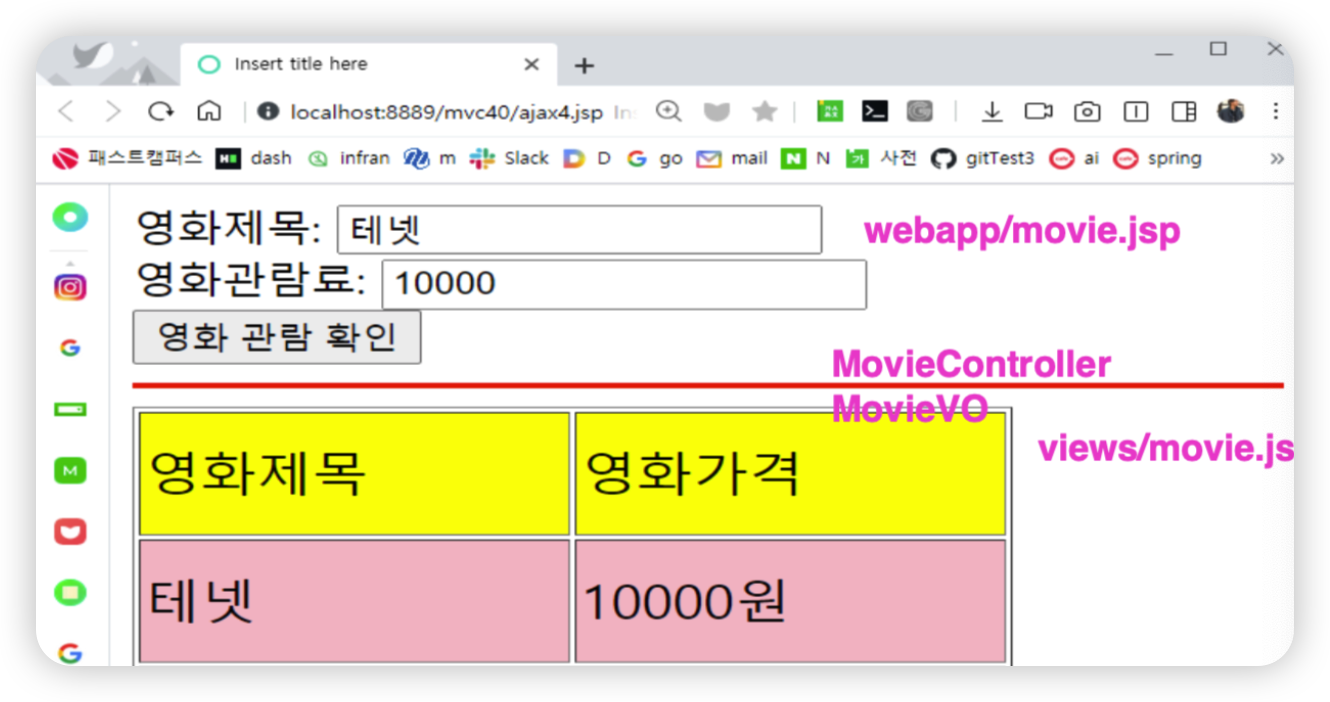 Insert title here
localhost:8889/mvc40/ajax4.jsp Ins
패스트캠퍼스 dash infran m Slack D go mail N 사전 gitTest3 ai spring »
영화제목: 테넷 webapp/movie.jsp
영화관람료: 10000
영화 관람 확인
MovieController
MovieVO
views/movie.js
영화제목 영화가격
테넷 10000원